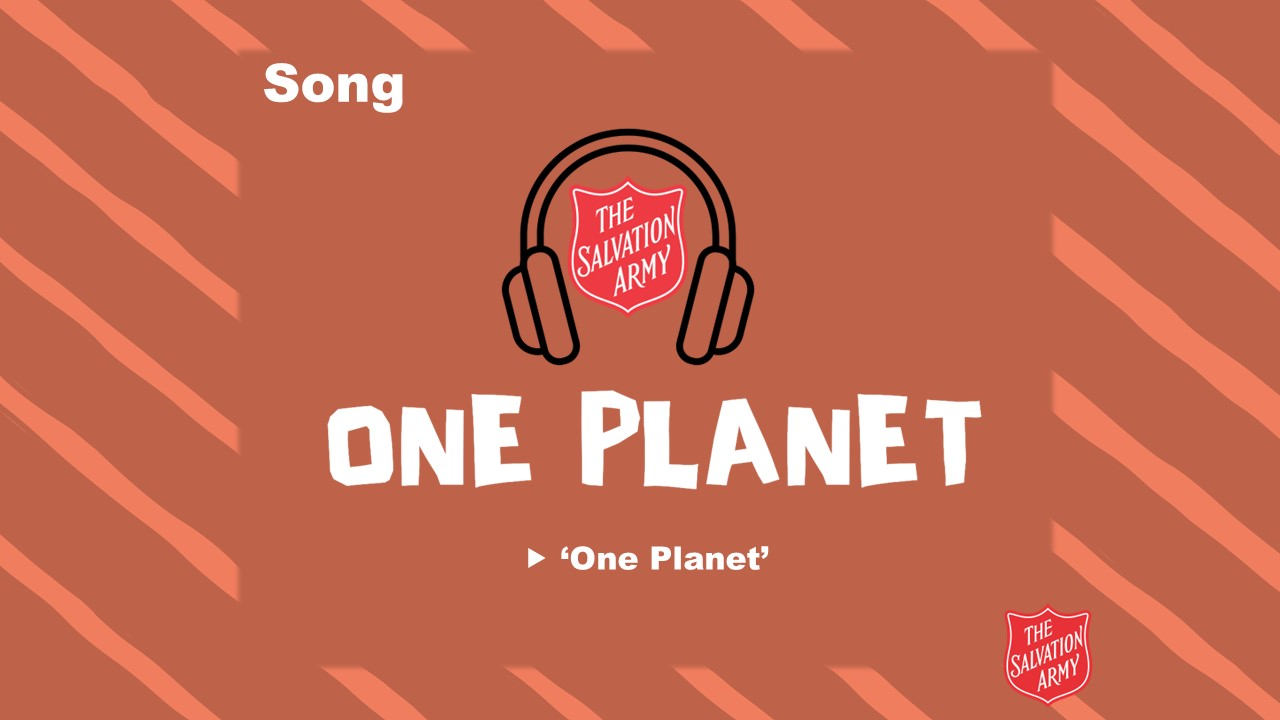 Song
THE
SALVATION
ARMY
ONE PLANET
‘One Planet’
THE
SALVATION
ARMY